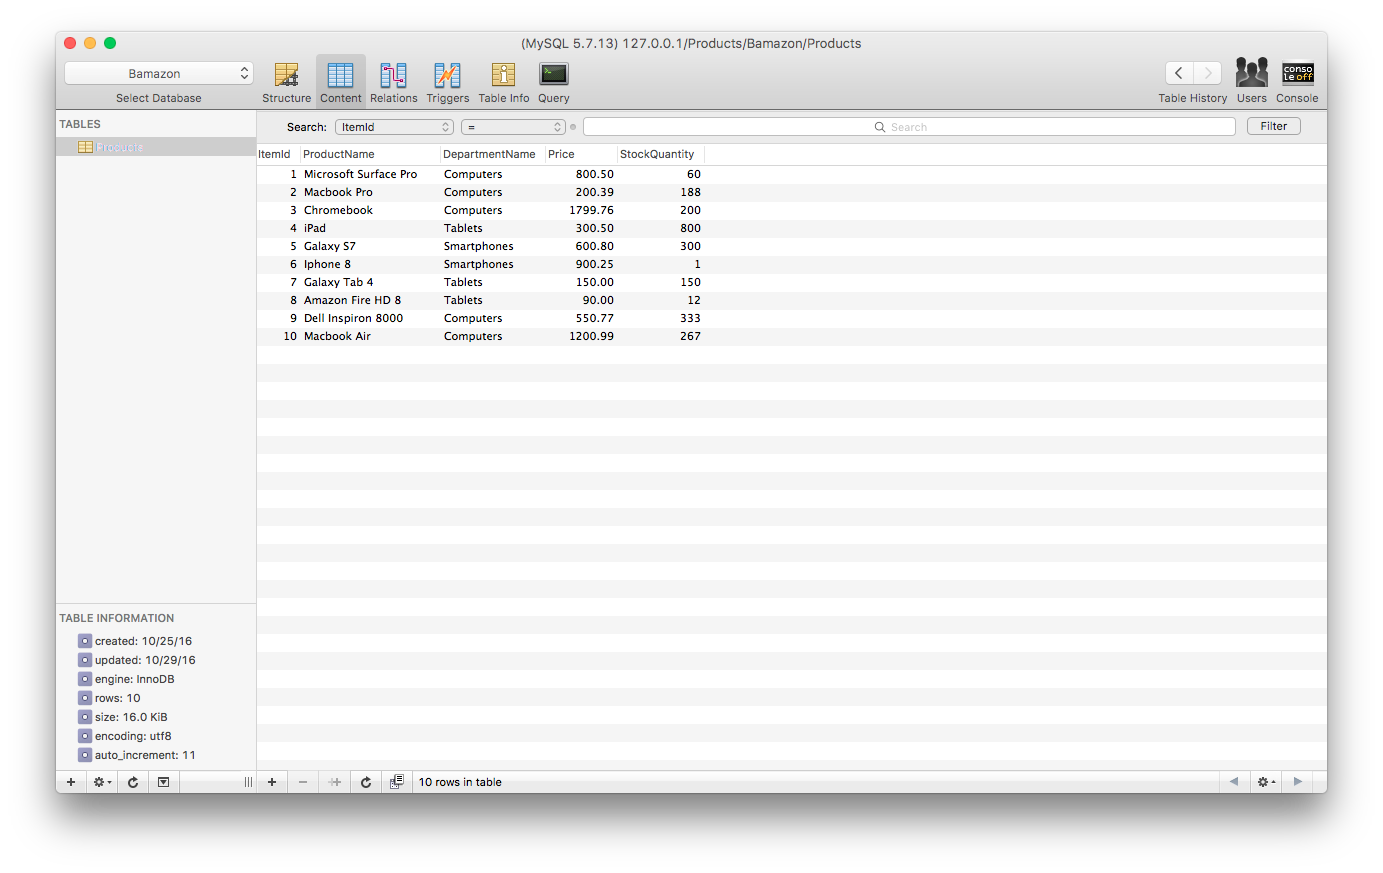 (MySQL 5.7.13) 127.0.0.1/Products/Bamazon/Products
Bamazon
Select Database
Structure Content Relations Triggers Table Info Query
conso
le off
Table History Users Console
TABLES
Products
Search: ItemId = Search Filter
ItemId ProductName DepartmentName Price StockQuantity
1 Microsoft Surface Pro Computers 800.50 60
2 Macbook Pro Computers 200.39 188
3 Chromebook Computers 1799.76 200
4 iPad Tablets 300.50 800
5 Galaxy S7 Smartphones 600.80 300
6 Iphone 8 Smartphones 900.25 1
7 Galaxy Tab 4 Tablets 150.00 150
8 Amazon Fire HD 8 Tablets 90.00 12
9 Dell Inspiron 8000 Computers 550.77 333
10 Macbook Air Computers 1200.99 267
TABLE INFORMATION
created: 10/25/16
updated: 10/29/16
engine: InnoDB
rows: 10
size: 16.0 KiB
encoding: utf8
auto_increment: 11
10 rows in table